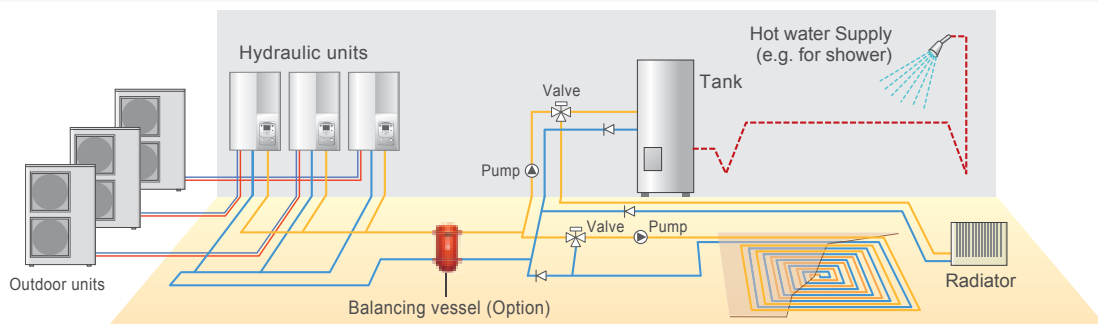 Hydraulic units
Hot water Supply
(e.g. for shower)
Tank
Valve
Pump
Valve
Pump
Outdoor units
Balancing vessel (Option)
Radiator